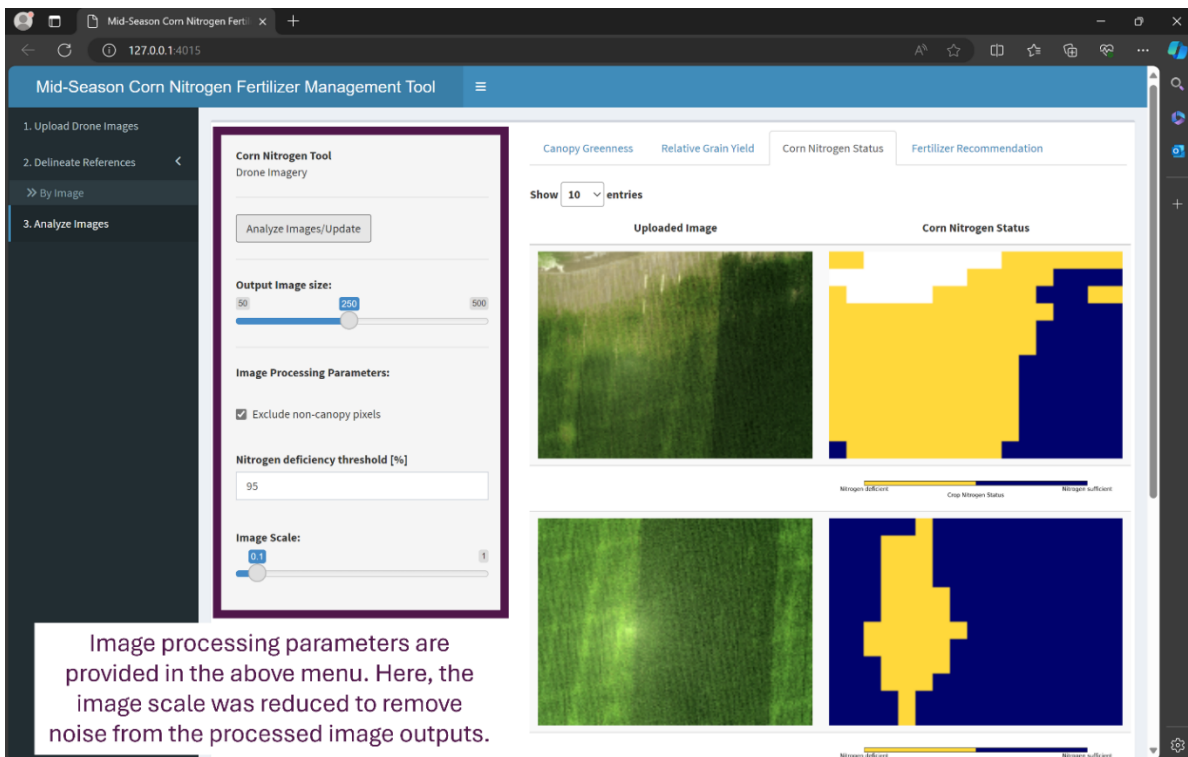 Mid-Season Corn Nitrogen Ferti
127.0.0.1:4015
Mid-Season Corn Nitrogen Fertilizer Management Tool
1. Upload Drone Images
2. Delineate References
By Image
3. Analyze Images
Corn Nitrogen Tool
Drone Imagery
Analyze Images/Update
Output Image size:
50 250 500
Image Processing Parameters:
Exclude non-canopy pixels
Nitrogen deficiency threshold [%]
95
Image Scale:
0.1 1
Image processing parameters are
provided in the above menu. Here, the
image scale was reduced to remove
noise from the processed image outputs.
Canopy Greenness Relative Grain Yield Corn Nitrogen Status Fertilizer Recommendation
Show 10 entries
Uploaded Image Corn Nitrogen Status
Nitrogen deficient Nitrogen sufficient
Crop Nitrogen Status
Nitrogen deficient Nitrogen sufficient